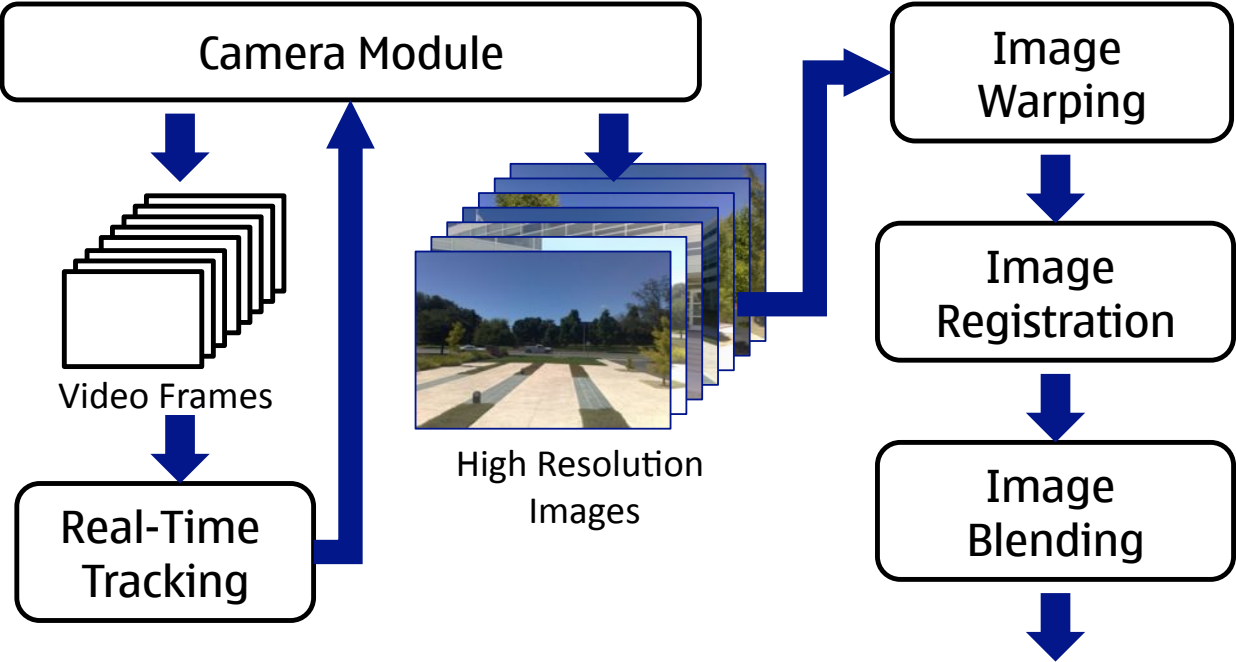 Camera Module
Video Frames
Real-Time
Tracking
High Resolution
Images
Image
Warping
Image
Registration
Image
Blending